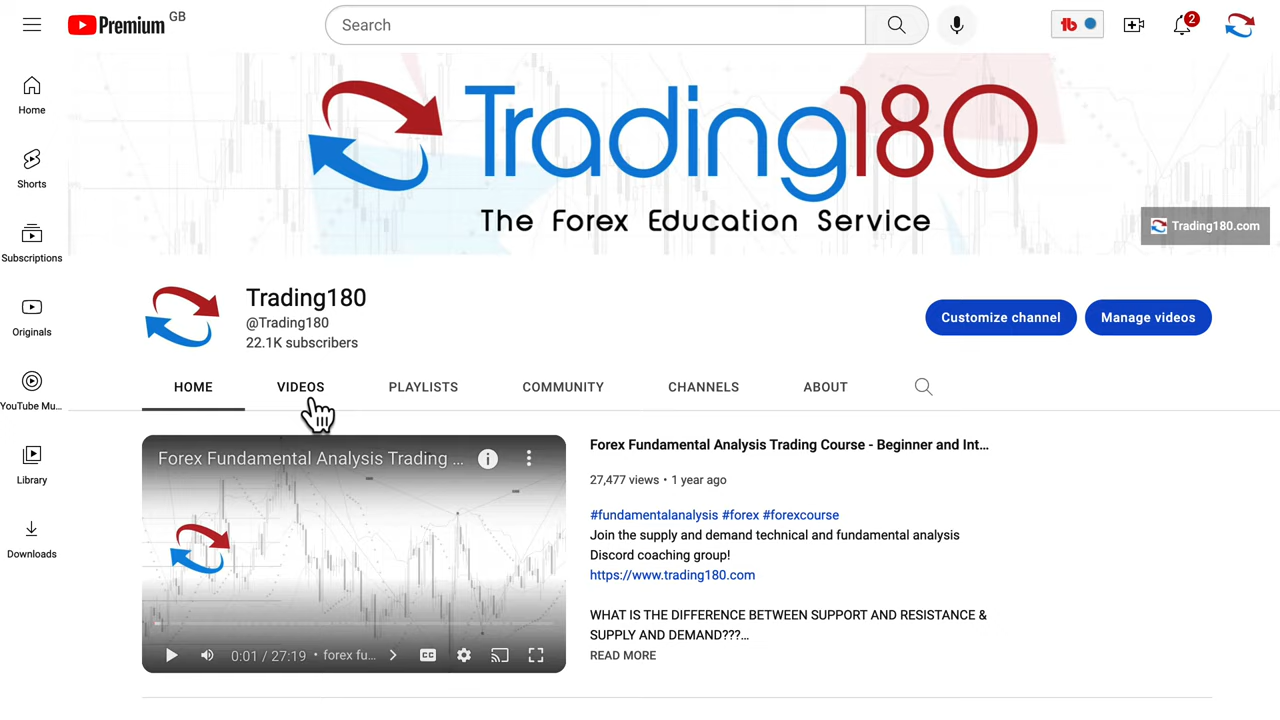 Premium GB
Search
tb
2
Home
Shorts
Subscriptions
Originals
YouTube Mu...
Library
Downloads
Trading180
The Forex Education Service
Trading180.com
Trading180
@Trading180
22.1K subscribers
Customize channel
Manage videos
HOME
VIDEOS
PLAYLISTS
COMMUNITY
CHANNELS
ABOUT
Forex Fundamental Analysis Trading ...
0:01 / 27:19 • forex fu...
CC
Forex Fundamental Analysis Trading Course - Beginner and Int...
27,477 views • 1 year ago
#fundamentalanalysis #forex #forexcourse
Join the supply and demand technical and fundamental analysis
Discord coaching group!
https://www.trading180.com
WHAT IS THE DIFFERENCE BETWEEN SUPPORT AND RESISTANCE &
SUPPLY AND DEMAND???...
READ MORE